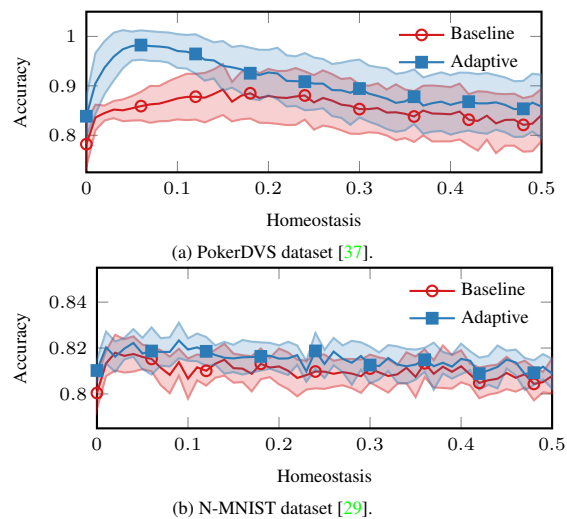 1
0.9
0.8
Accuracy
Baseline
Adaptive
0 0.1 0.2 0.3 0.4 0.5
Homeostasis
(a) PokerDVS dataset [37].
0.84
0.82
0.8
Accuracy
Baseline
Adaptive
0 0.1 0.2 0.3 0.4 0.5
Homeostasis
(b) N-MNIST dataset [29].